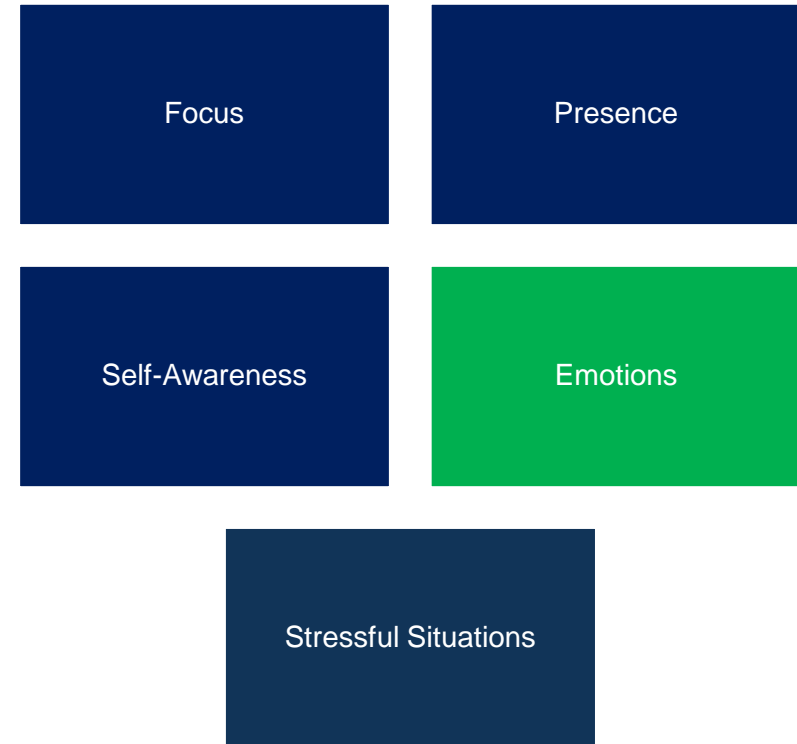 Focus
Presence
Self-Awareness
Emotions
Stressful Situations